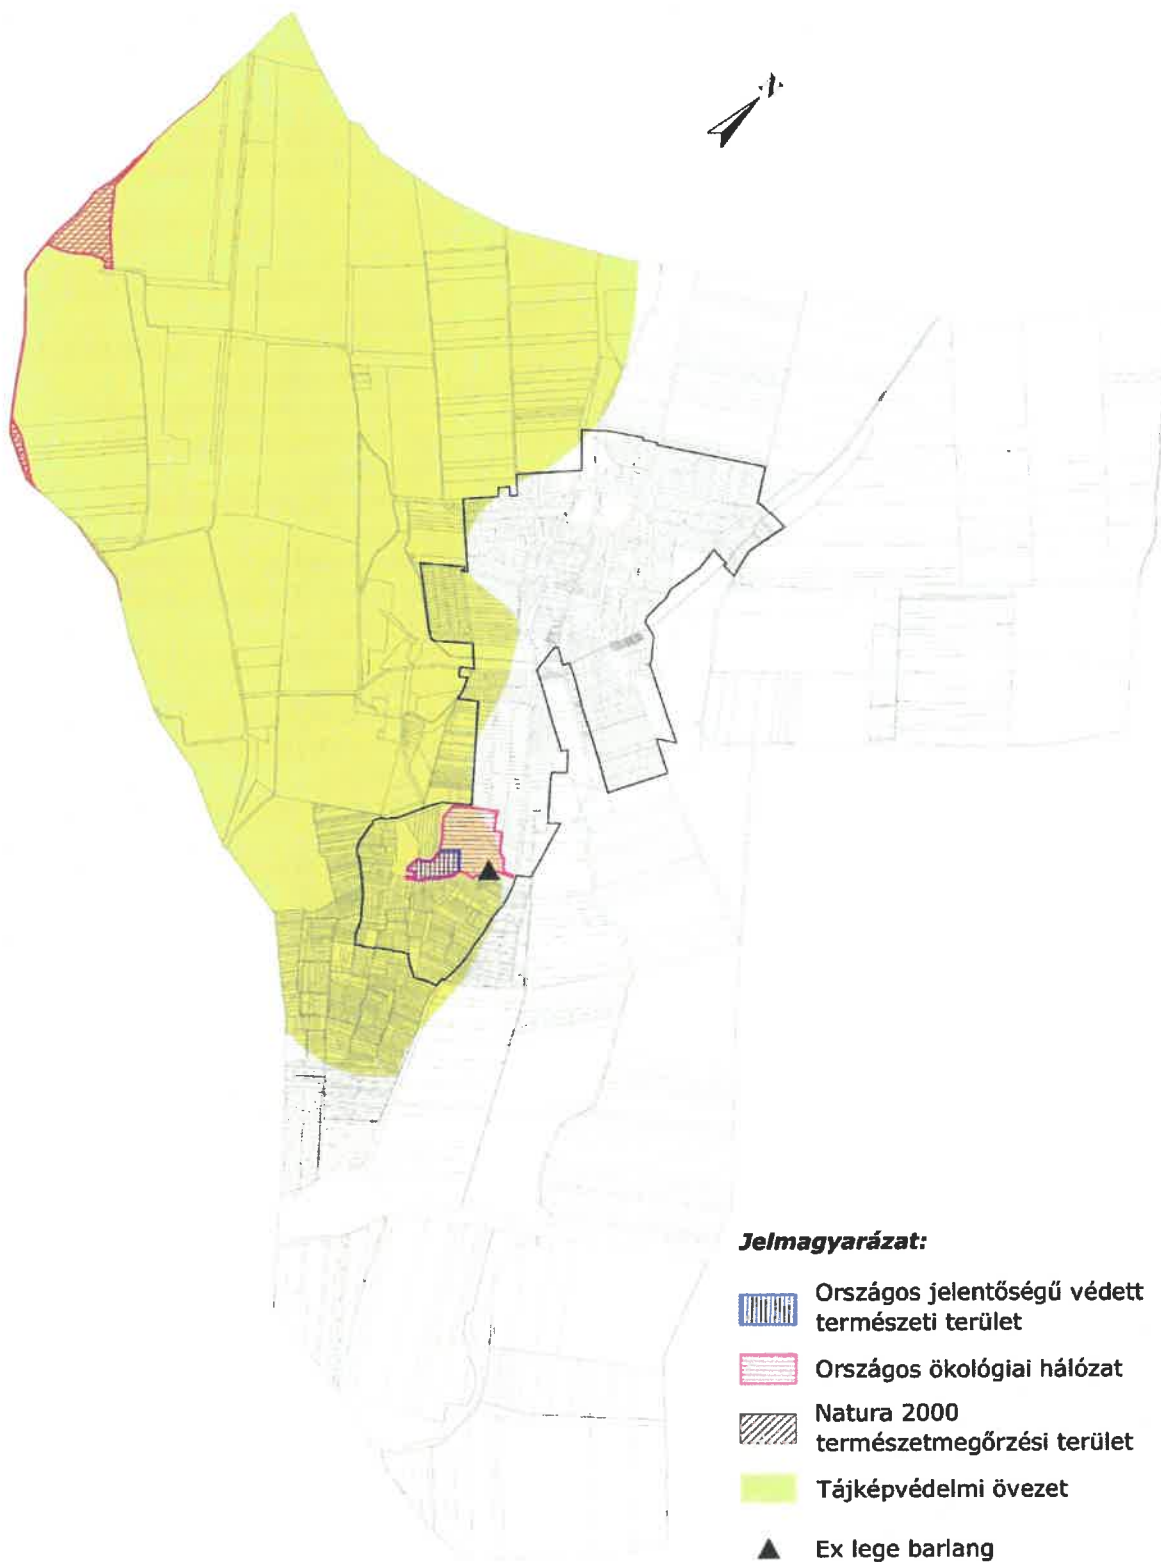 Jelmagyarázat:
Országos jelentőségű védett
természeti terület
Országos ökológiai hálózat
Natura 2000
természetmegőrzési terület
Tájképvédelmi övezet
Ex lege barlang